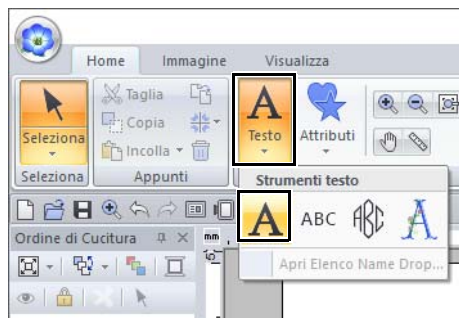 Home Immagine Visualizza
Seleziona
Taglia
Copia
Incolla
A
Testo
Attributi
Seleziona Appunti
Strumenti testo
A ABC ABC A
Apri Elenco Name Drop...
Ordine di Cucitura
mm